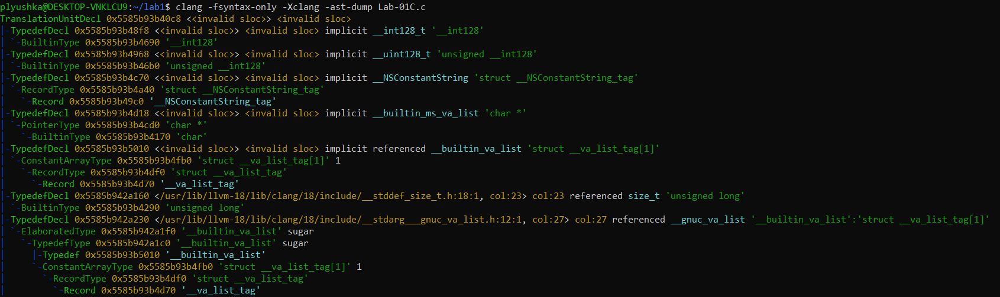 plyushka@DESKTOP-VNKLCU9:~/lab1$ clang -fsyntax-only -Xclang -ast-dump Lab-01C.c
TranslationUnitDecl 0x5585b93b40c8 <<invalid sloc>> <invalid sloc>
|-TypedefDecl 0x5585b93b48f8 <<invalid sloc>> <invalid sloc> implicit __int128_t '__int128'
| `-BuiltinType 0x5585b93b4690 '__int128'
|-TypedefDecl 0x5585b93b4968 <<invalid sloc>> <invalid sloc> implicit __uint128_t 'unsigned __int128'
| `-BuiltinType 0x5585b93b46b0 'unsigned __int128'
|-TypedefDecl 0x5585b93b4c70 <<invalid sloc>> <invalid sloc> implicit __NSConstantString 'struct __NSConstantString_tag'
| `-RecordType 0x5585b93b4a40 'struct __NSConstantString_tag'
|   `-Record 0x5585b93b49c0 '__NSConstantString_tag'
|-TypedefDecl 0x5585b93b4d18 <<invalid sloc>> <invalid sloc> implicit __builtin_ms_va_list 'char *'
| `-PointerType 0x5585b93b4cd0 'char *'
|   `-BuiltinType 0x5585b93b4170 'char'
|-TypedefDecl 0x5585b93b5010 <<invalid sloc>> <invalid sloc> implicit referenced __builtin_va_list 'struct __va_list_tag[1]'
| `-ConstantArrayType 0x5585b93b4fb0 'struct __va_list_tag[1]' 1
|   `-RecordType 0x5585b93b4df0 'struct __va_list_tag'
|     `-Record 0x5585b93b4d70 '__va_list_tag'
|-TypedefDecl 0x5585b942a160 </usr/lib/llvm-18/lib/clang/18/include/__stddef_size_t.h:18:1, col:23> col:23 referenced size_t 'unsigned long'
| `-BuiltinType 0x5585b93b4290 'unsigned long'
|-TypedefDecl 0x5585b942a230 </usr/lib/llvm-18/lib/clang/18/include/__stdarg___gnuc_va_list.h:12:1, col:27> col:27 referenced __gnuc_va_list '__builtin_va_list':'struct __va_list_tag[1]'
| `-ElaboratedType 0x5585b942a1f0 '__builtin_va_list' sugar
|   `-TypedefType 0x5585b942a1c0 '__builtin_va_list' sugar
|     |-Typedef 0x5585b93b5010 '__builtin_va_list'
|     `-ConstantArrayType 0x5585b93b4fb0 'struct __va_list_tag[1]' 1
|       `-RecordType 0x5585b93b4df0 'struct __va_list_tag'
|         `-Record 0x5585b93b4d70 '__va_list_tag'